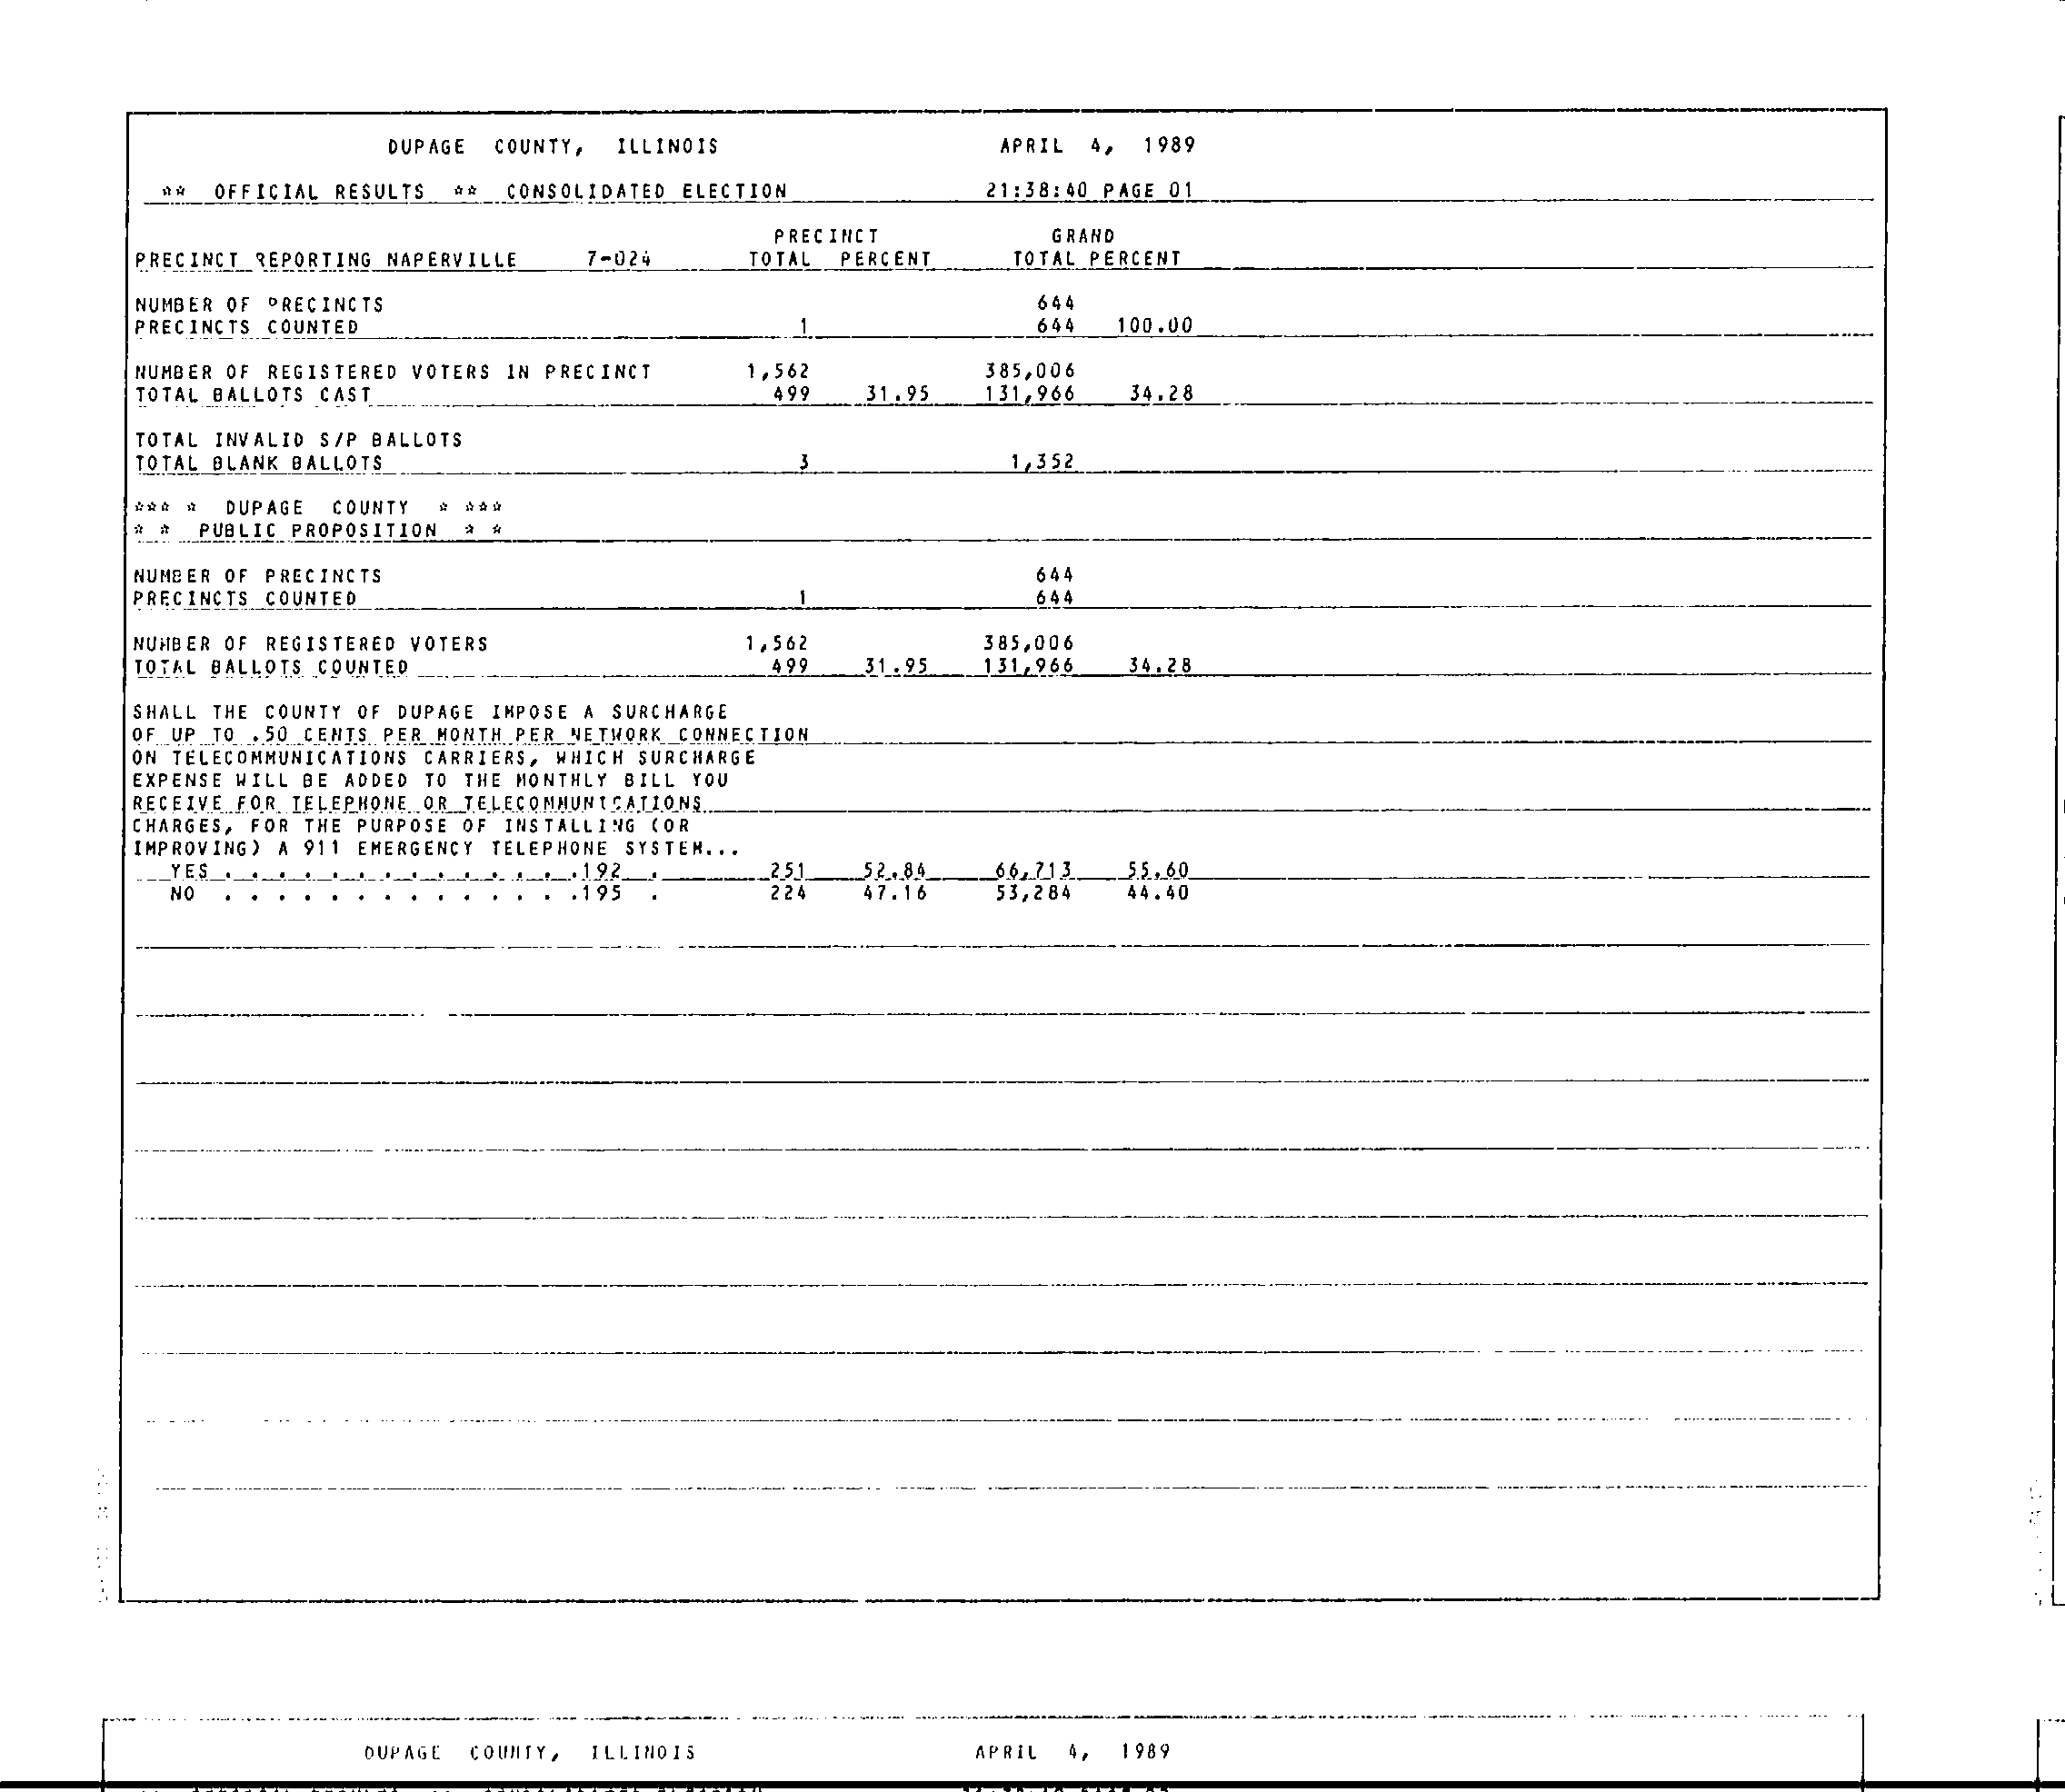 DUPAGE COUNTY, ILLINOIS APRIL 4, 1989
** OFFICIAL RESULTS ** CONSOLIDATED ELECTION 21:38:40 PAGE 01
PRECINCT GRAND
PRECINCT REPORTING NAPERVILLE 7-024 TOTAL PERCENT TOTAL PERCENT
NUMBER OF PRECINCTS 644
PRECINCTS COUNTED 1 644 100.00
NUMBER OF REGISTERED VOTERS IN PRECINCT 1,562 385,006
TOTAL BALLOTS CAST 499 31.95 131,966 34.28
TOTAL INVALID S/P BALLOTS
TOTAL BLANK BALLOTS 3 1,352
*** * DUPAGE COUNTY * ***
* * PUBLIC PROPOSITION * *
NUMBER OF PRECINCTS 644
PRECINCTS COUNTED 1 644
NUMBER OF REGISTERED VOTERS 1,562 385,006
TOTAL BALLOTS COUNTED 499 31.95 131,966 34.28
SHALL THE COUNTY OF DUPAGE IMPOSE A SURCHARGE
OF UP TO .50 CENTS PER MONTH PER NETWORK CONNECTION
ON TELECOMMUNICATIONS CARRIERS, WHICH SURCHARGE
EXPENSE WILL BE ADDED TO THE MONTHLY BILL YOU
RECEIVE FOR TELEPHONE OR TELECOMMUNICATIONS
CHARGES, FOR THE PURPOSE OF INSTALLING (OR
IMPROVING) A 911 EMERGENCY TELEPHONE SYSTEM...
YES . . . . . . . . . . . . . .192 . 251 52.84 66,713 55.60
NO . . . . . . . . . . . . . .195 . 224 47.16 53,284 44.40
DUPAGE COUNTY, ILLINOIS APRIL 4, 1989